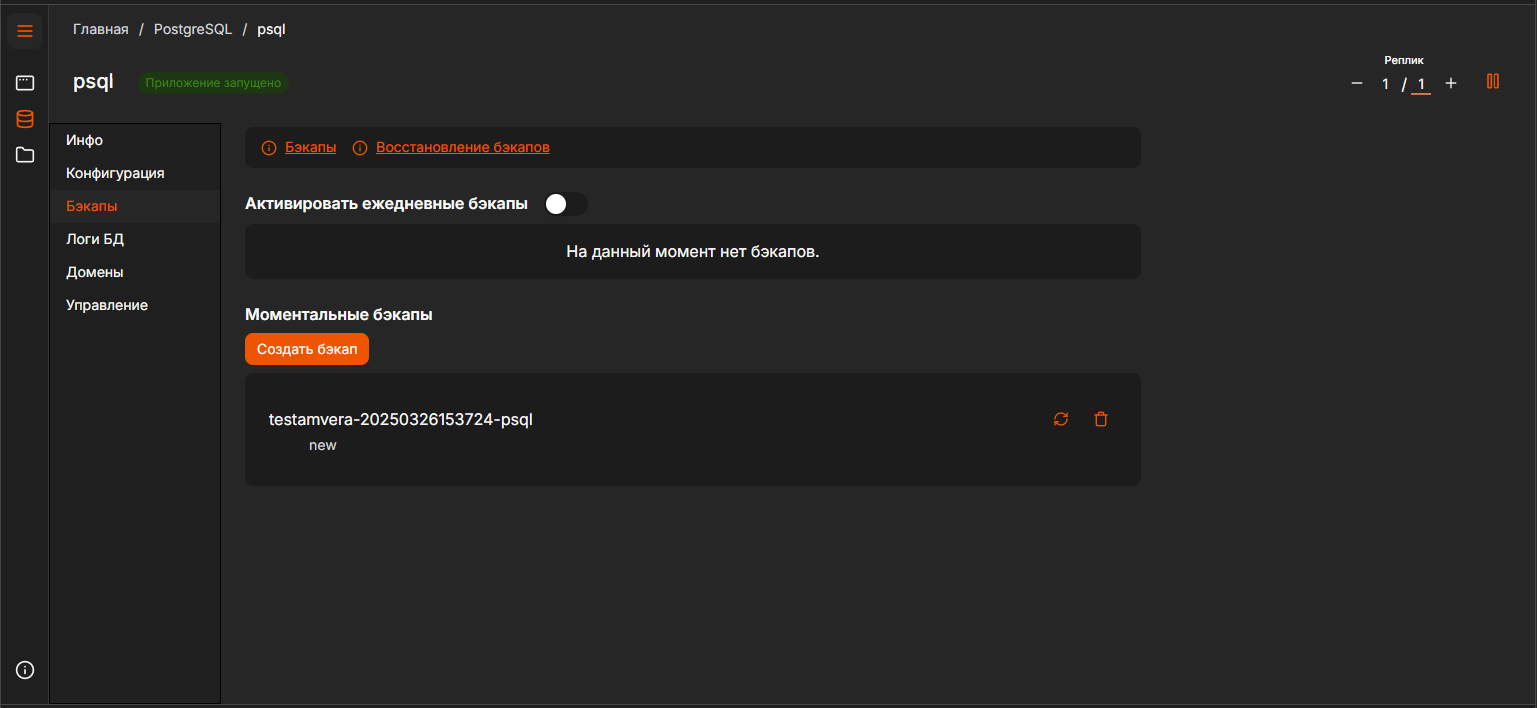 Главная / PostgreSQL / psql
psql
Приложение запущено
Реплик
1 / 1
Инфо
Конфигурация
Бэкапы
Логи БД
Домены
Управление
Бэкапы
Восстановление бэкапов
Активировать ежедневные бэкапы
На данный момент нет бэкапов.
Моментальные бэкапы
Создать бэкап
testamvera-20250326153724-psql
new